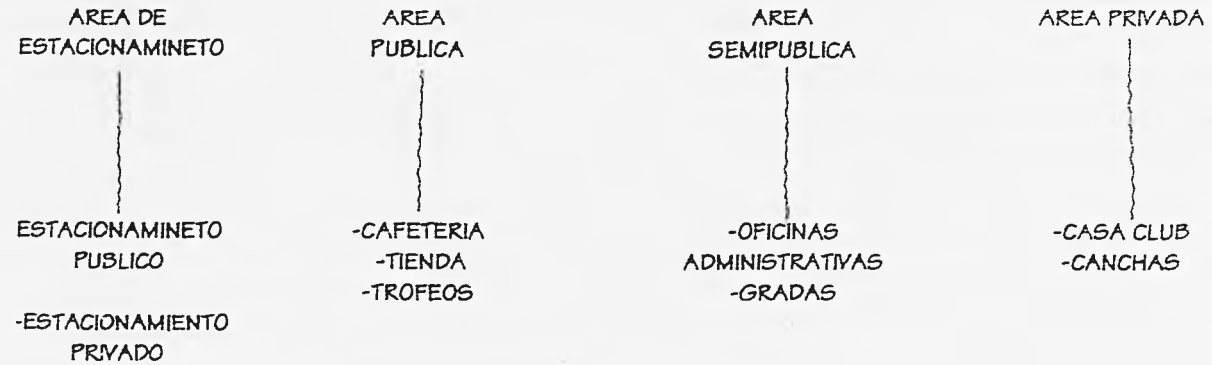 AREA DE
ESTACIONAMINETO
ESTACIONAMINETO
PUBLICO
-ESTACIONAMIENTO
PRIVADO
AREA
PUBLICA
-CAFETERIA
-TIENDA
-TROFEOS
AREA
SEMIPUBLICA
-OFICINAS
ADMINISTRATIVAS
-GRADAS
AREA PRIVADA
-CASA CLUB
-CANCHAS